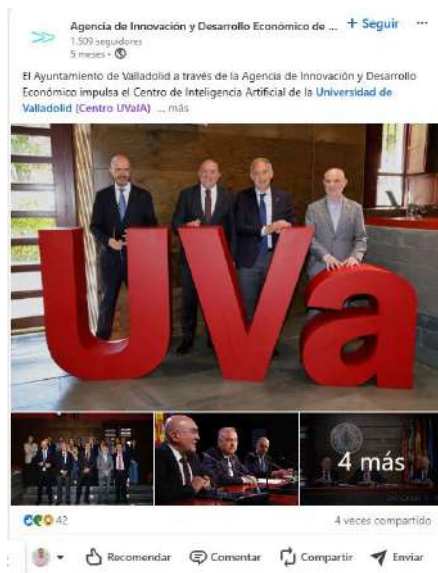 Agencia de Innovación y Desarrollo Económico de ...
+ Seguir
1.509 seguidores
5 meses •
El Ayuntamiento de Valladolid a través de la Agencia de Innovación y Desarrollo
Económico impulsa el Centro de Inteligencia Artificial de la Universidad de
Valladolid (Centro UVaIA) ... más
UVa
4 más
42
4 veces compartido
Recomendar
Comentar
Compartir
Enviar